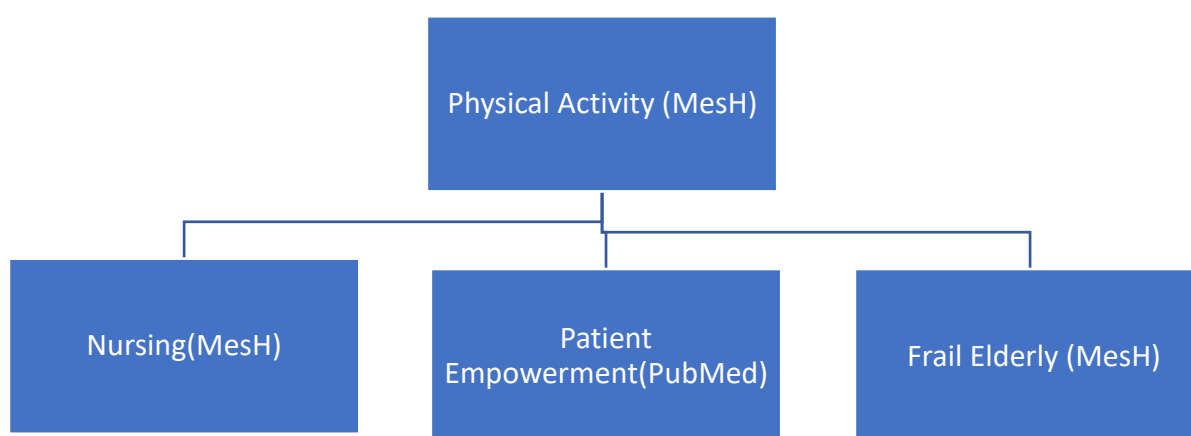 Physical Activity (MesH)
Nursing(MesH)
Patient
Empowerment(PubMed)
Frail Elderly (MesH)